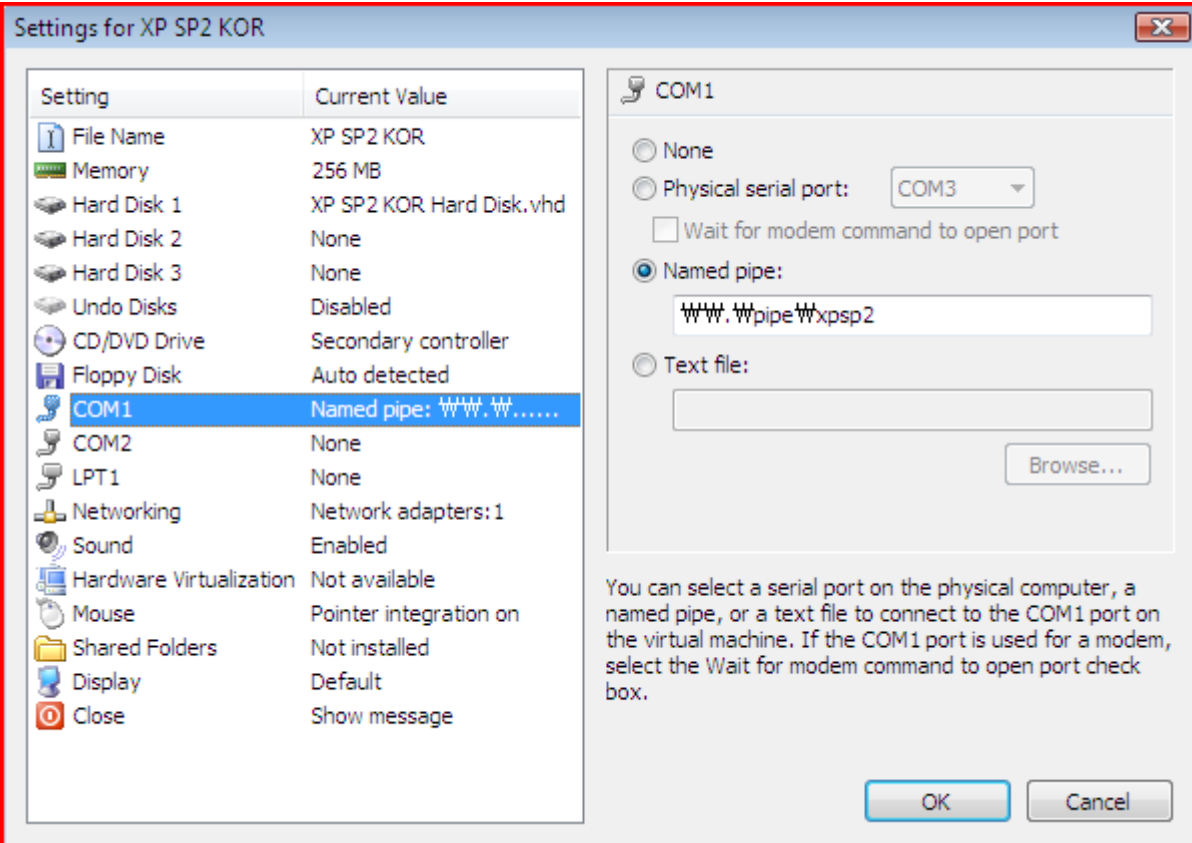 Settings for XP SP2 KOR
Setting Current Value
File Name XP SP2 KOR
Memory 256 MB
Hard Disk 1 XP SP2 KOR Hard Disk.vhd
Hard Disk 2 None
Hard Disk 3 None
Undo Disks Disabled
CD/DVD Drive Secondary controller
Floppy Disk Auto detected
COM1 Named pipe: ₩₩.₩......
COM2 None
LPT1 None
Networking Network adapters:1
Sound Enabled
Hardware Virtualization Not available
Mouse Pointer integration on
Shared Folders Not installed
Display Default
Close Show message
COM1
None
Physical serial port: COM3
Wait for modem command to open port
Named pipe:
₩₩.₩pipe₩xpsp2
Text file:
Browse...
You can select a serial port on the physical computer, a
named pipe, or a text file to connect to the COM1 port on
the virtual machine. If the COM1 port is used for a modem,
select the Wait for modem command to open port check
box.
OK Cancel